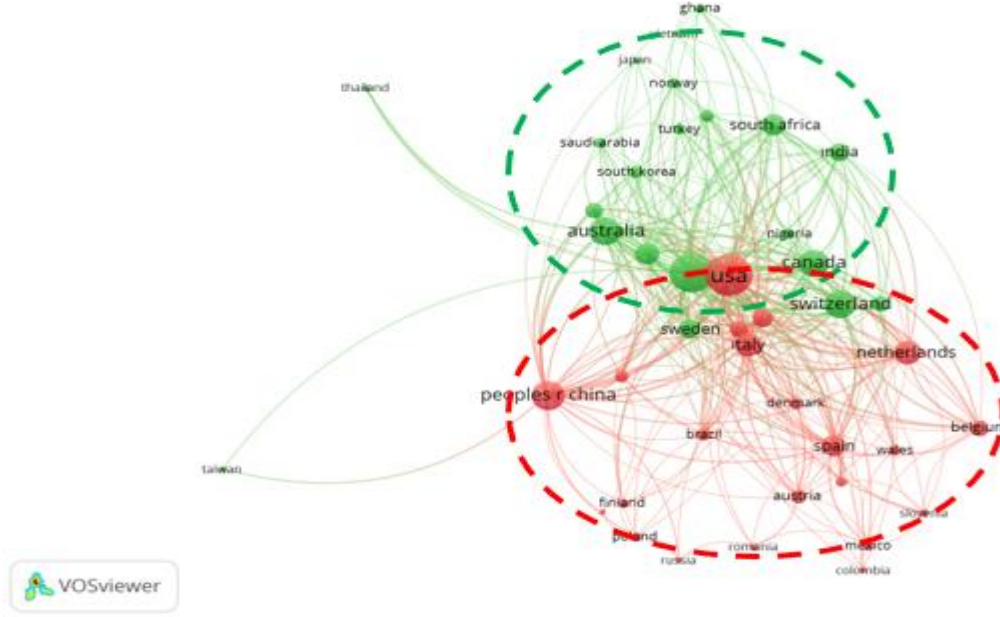 ghana
vietnam
japan
thailand
norway
turkey
south africa
saudi arabia
india
south korea
australia
nigeria
canada
usa
switzerland
sweden
italy
netherlands
peoples r china
denmark
belgium
brazil
spain
wales
taiwan
austria
finland
slovenia
poland
romania
mexico
russia
colombia
VOSviewer